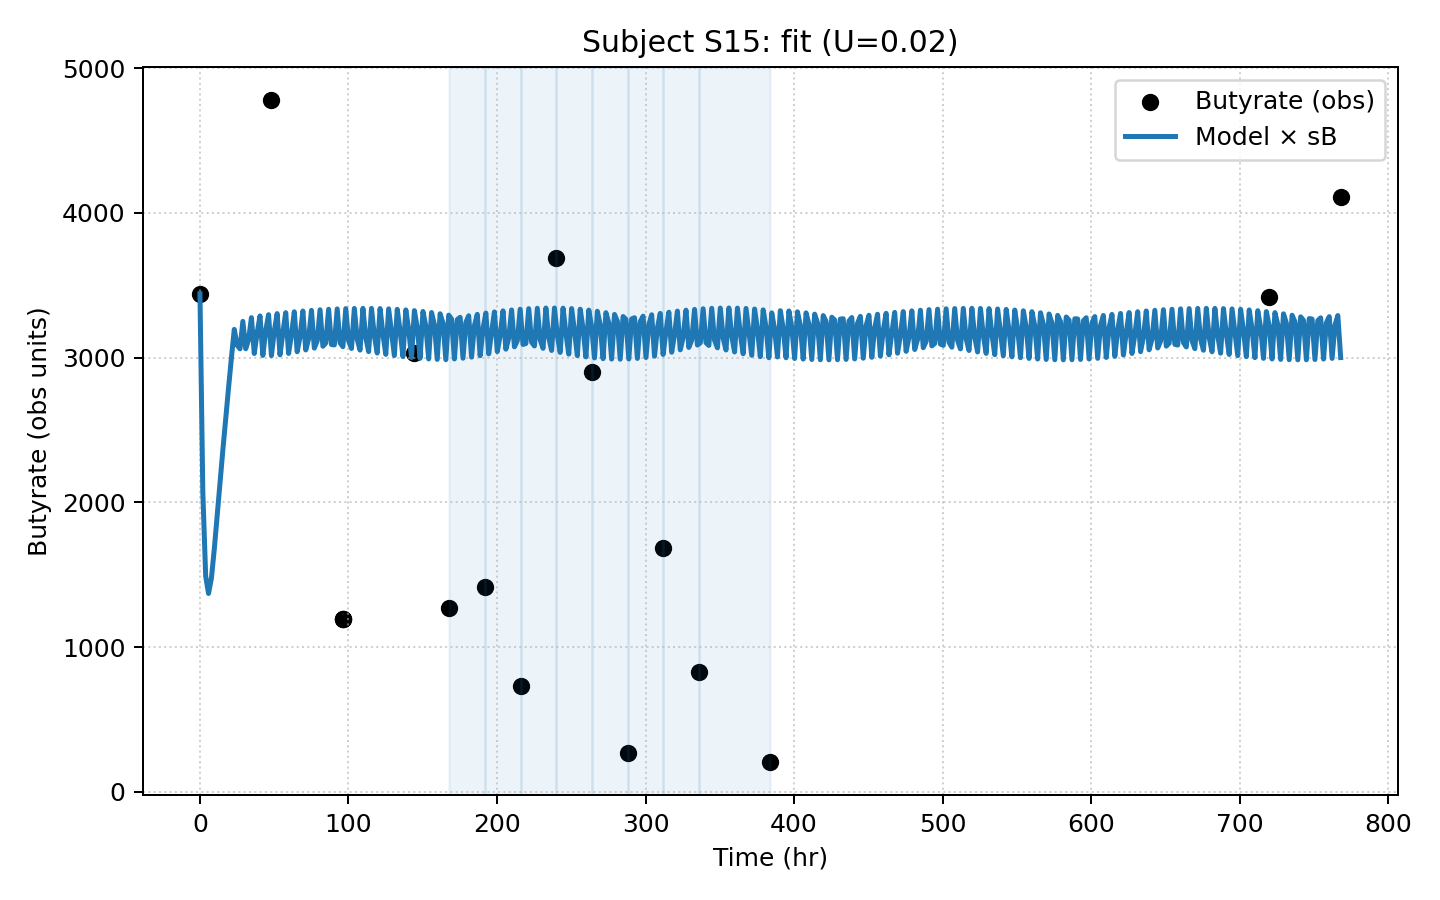 Subject S15: fit (U=0.02)
Butyrate (obs)
Model × sB
Butyrate (obs units)
5000
4000
3000
2000
1000
0
0 100 200 300 400 500 600 700 800
Time (hr)